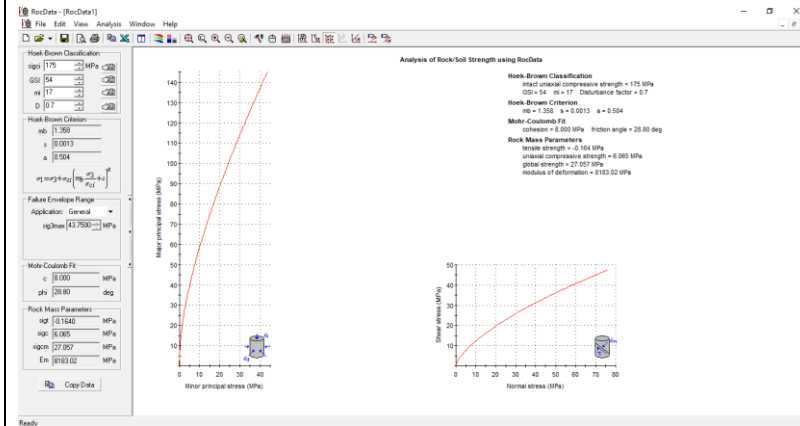 RocData - [RocData1]
File Edit View Analysis Window Help
Hoek-Brown Classification
sigci 175 MPa
GSI 54
mi 17
D 0.7
Hoek-Brown Criterion
mb 1.358
s 0.0013
a 0.504
σ1=σ3+σci(mb σ3/σci+s)^a
Failure Envelope Range
Application: General
sig3max 43.7500 MPa
Mohr-Coulomb Fit
c 8.000 MPa
phi 28.80 deg
Rock Mass Parameters
sigt -0.1640 MPa
sigc 6.065 MPa
sigcm 27.057 MPa
Em 8183.02 MPa
Copy Data
Ready
Analysis of Rock/Soil Strength using RocData
Hoek-Brown Classification
intact uniaxial compressive strength = 175 MPa
GSI = 54 mi = 17 Disturbance factor = 0.7
Hoek-Brown Criterion
mb = 1.358 s = 0.0013 a = 0.504
Mohr-Coulomb Fit
cohesion = 8.000 MPa friction angle = 28.80 deg
Rock Mass Parameters
tensile strength = -0.164 MPa
uniaxial compressive strength = 6.065 MPa
global strength = 27.057 MPa
modulus of deformation = 8183.02 MPa
Major principal stress (MPa)
140
130
120
110
100
90
80
70
60
50
40
30
20
10
0 10 20 30 40
Minor principal stress (MPa)
Shear stress (MPa)
50
40
30
20
10
0 10 20 30 40 50 60 70 80
Normal stress (MPa)